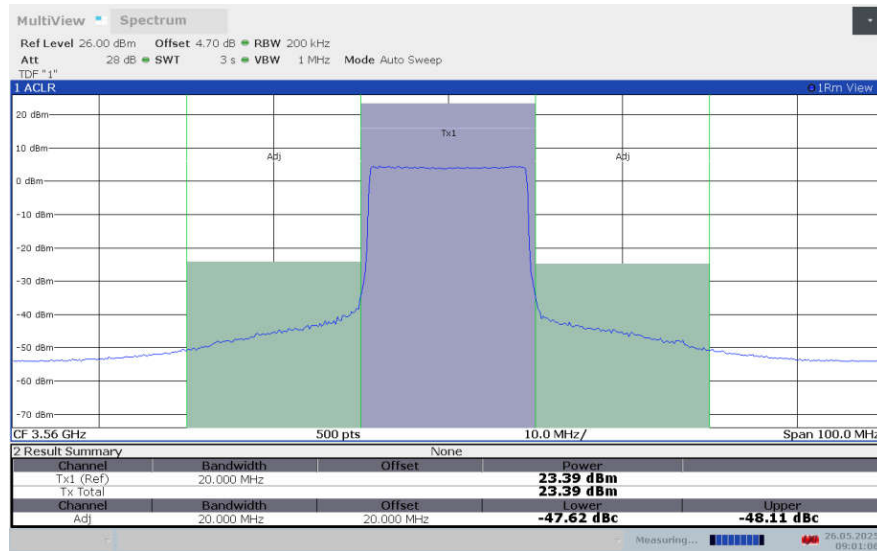 MultiView Spectrum
Ref Level 26.00 dBm Offset 4.70 dB RBW 200 kHz
Att 28 dB SWT 3 s VBW 1 MHz Mode Auto Sweep
TDF "1"
1 ACLR 1Rm View
20 dBm
Tx1
10 dBm
Adj Adj
0 dBm
-10 dBm
-20 dBm
-30 dBm
-40 dBm
-50 dBm
-60 dBm
-70 dBm
CF 3.56 GHz 500 pts 10.0 MHz/ Span 100.0 MHz
2 Result Summary None
Channel Bandwidth Offset Power
Tx1 (Ref) 20.000 MHz 23.39 dBm
Tx Total 23.39 dBm
Channel Bandwidth Offset Lower Upper
Adj 20.000 MHz 20.000 MHz -47.62 dBc -48.11 dBc
Measuring... 26.05.2025
09:01:06